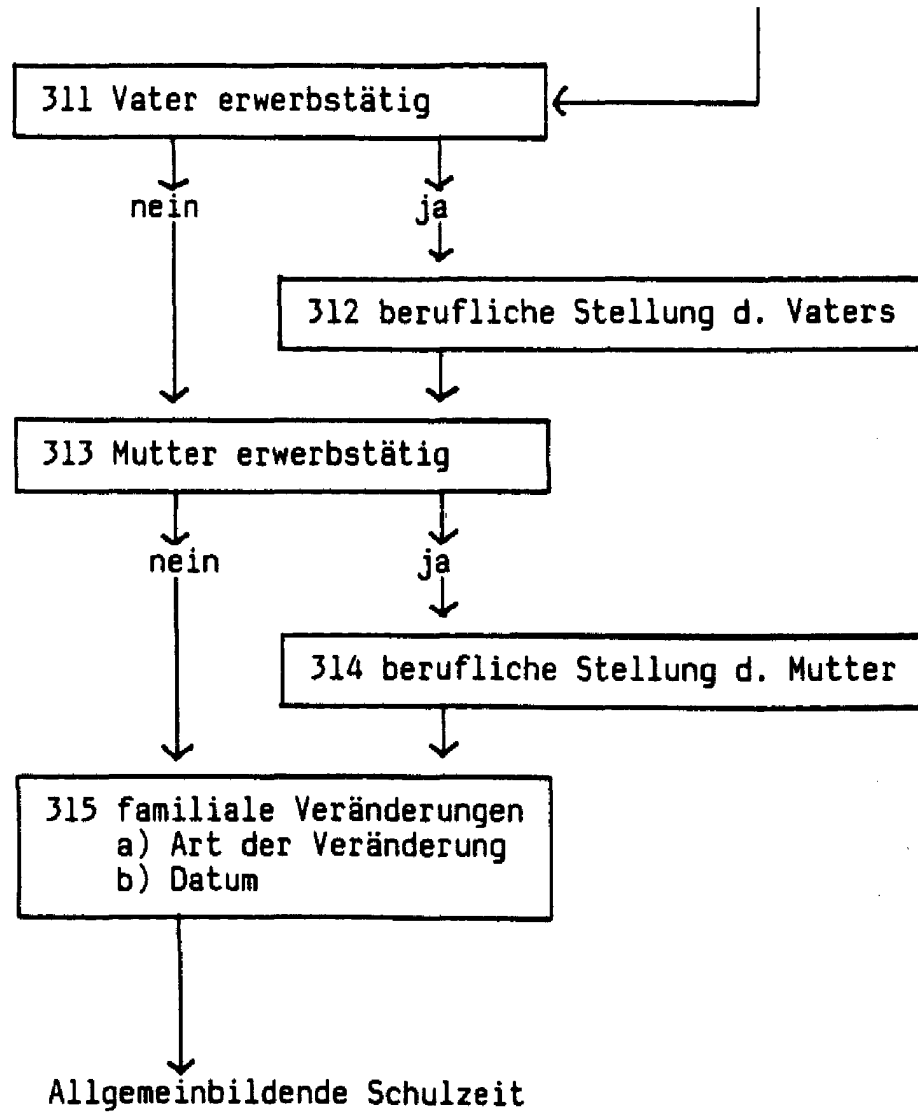 311 Vater erwerbstätig
nein ja
312 berufliche Stellung d. Vaters
313 Mutter erwerbstätig
nein ja
314 berufliche Stellung d. Mutter
315 familiale Veränderungen
a) Art der Veränderung
b) Datum
Allgemeinbildende Schulzeit